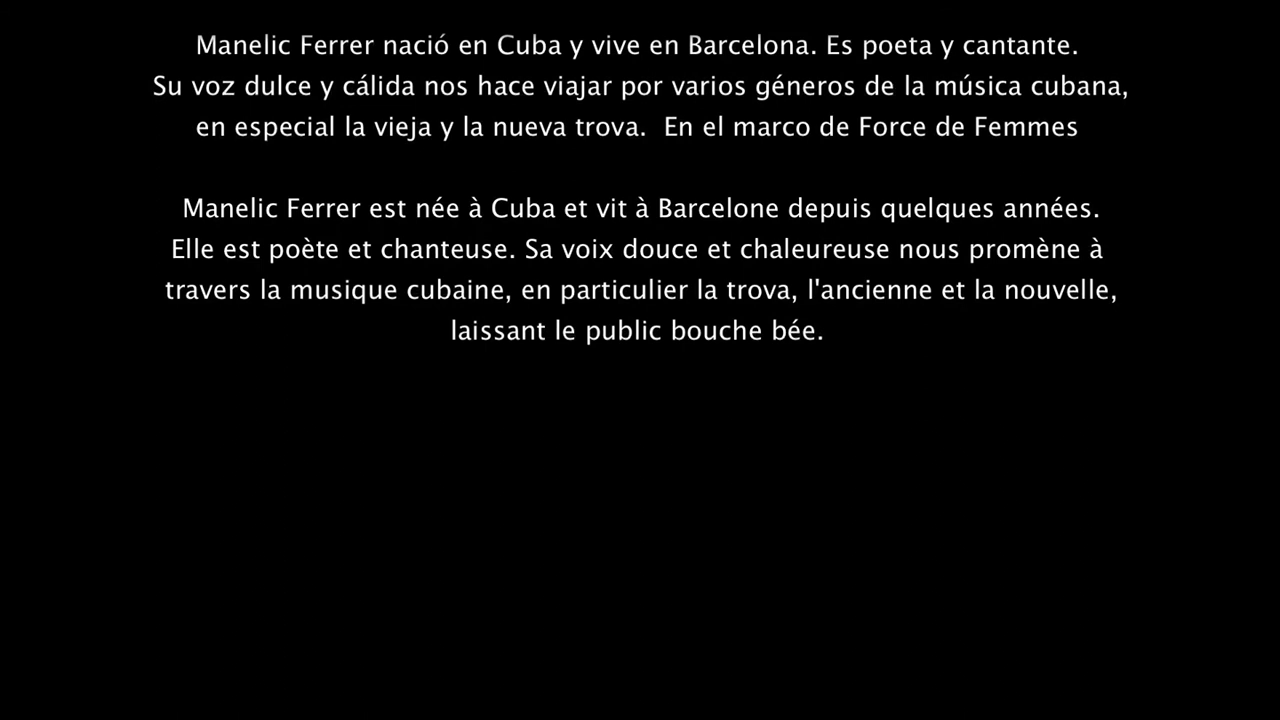 Manelic Ferrer nació en Cuba y vive en Barcelona. Es poeta y cantante.
Su voz dulce y cálida nos hace viajar por varios géneros de la música cubana,
en especial la vieja y la nueva trova.  En el marco de Force de Femmes
Manelic Ferrer est née à Cuba et vit à Barcelone depuis quelques années.
Elle est poète et chanteuse. Sa voix douce et chaleureuse nous promène à
travers la musique cubaine, en particulier la trova, l'ancienne et la nouvelle,
laissant le public bouche bée.